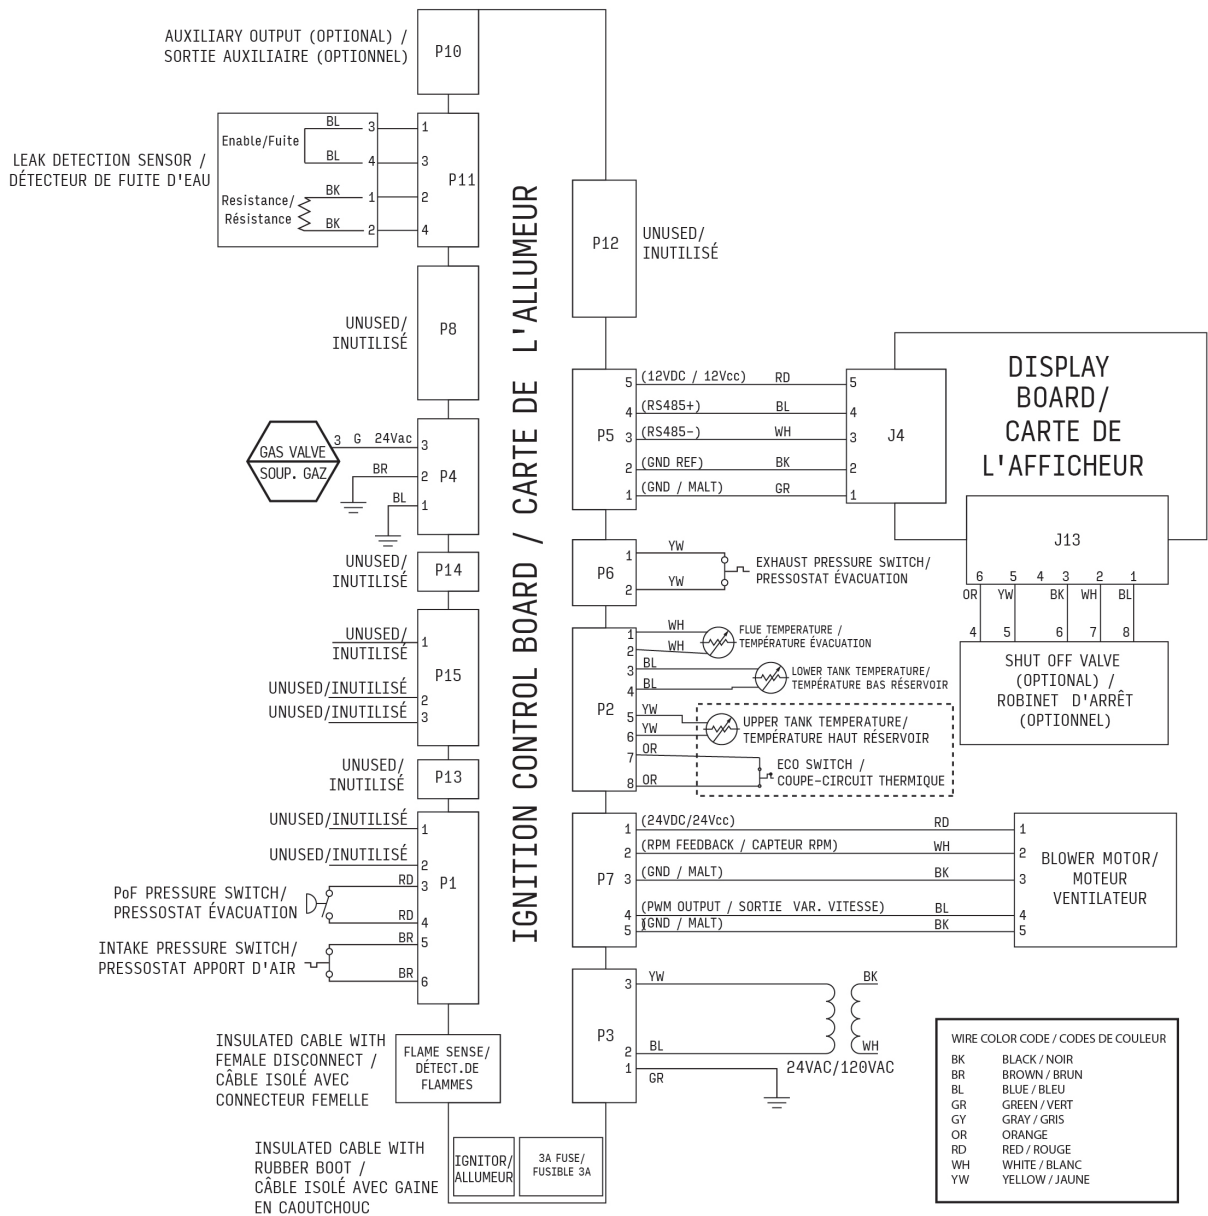 AUXILIARY OUTPUT (OPTIONAL) /
SORTIE AUXILIAIRE (OPTIONNEL)
P10
LEAK DETECTION SENSOR /
DÉTECTEUR DE FUITE D'EAU
Enable/Fuite
Resistance/
Résistance
BL 3 1
BL 4 3
BK 1 2
BK 2 4
P11
UNUSED/
INUTILISÉ
P8
GAS VALVE
SOUP. GAZ
3 G 24Vac 3
BR 2
BL 1
P4
UNUSED/
INUTILISÉ
P14
UNUSED/
INUTILISÉ
1
UNUSED/INUTILISÉ
2
UNUSED/INUTILISÉ
3
P15
UNUSED/
INUTILISÉ
P13
UNUSED/INUTILISÉ
1
UNUSED/INUTILISÉ
2
P1
PoF PRESSURE SWITCH/
PRESSOSTAT ÉVACUATION
RD 3
RD 4
INTAKE PRESSURE SWITCH/
PRESSOSTAT APPORT D'AIR
BR 5
BR 6
INSULATED CABLE WITH
FEMALE DISCONNECT /
CÂBLE ISOLÉ AVEC
CONNECTEUR FEMELLE
FLAME SENSE/
DÉTECT.DE
FLAMMES
INSULATED CABLE WITH
RUBBER BOOT /
CÂBLE ISOLÉ AVEC GAINE
EN CAOUTCHOUC
IGNITOR/
ALLUMEUR
3A FUSE/
FUSIBLE 3A
IGNITION CONTROL BOARD / CARTE DE L'ALLUMEUR
P12
UNUSED/
INUTILISÉ
P5
5 (12VDC / 12Vcc) RD 5
4 (RS485+) BL 4
3 (RS485-) WH 3
2 (GND REF) BK 2
1 (GND / MALT) GR 1
J4
DISPLAY
BOARD/
CARTE DE
L'AFFICHEUR
J13
6 5 4 3 2 1
OR YW BK WH BL
4 5 6 7 8
SHUT OFF VALVE
(OPTIONAL) /
ROBINET D'ARRÊT
(OPTIONNEL)
P6
1 YW
2 YW
EXHAUST PRESSURE SWITCH/
PRESSOSTAT ÉVACUATION
P2
1 WH
2 WH
FLUE TEMPERATURE /
TEMPÉRATURE ÉVACUATION
3 BL
4 BL
LOWER TANK TEMPERATURE/
TEMPÉRATURE BAS RÉSERVOIR
5 YW
6 YW
UPPER TANK TEMPERATURE/
TEMPÉRATURE HAUT RÉSERVOIR
7 OR
8 OR
ECO SWITCH /
COUPE-CIRCUIT THERMIQUE
P7
1 (24VDC/24Vcc) RD 1
2 (RPM FEEDBACK / CAPTEUR RPM) WH 2
3 (GND / MALT) BK 3
4 (PWM OUTPUT / SORTIE VAR. VITESSE) BL 4
5 (GND / MALT) BK 5
BLOWER MOTOR/
MOTEUR
VENTILATEUR
P3
3 YW BK
2 BL WH
1 GR
24VAC/120VAC
WIRE COLOR CODE / CODES DE COULEUR
BK BLACK / NOIR
BR BROWN / BRUN
BL BLUE / BLEU
GR GREEN / VERT
GY GRAY / GRIS
OR ORANGE
RD RED / ROUGE
WH WHITE / BLANC
YW YELLOW / JAUNE